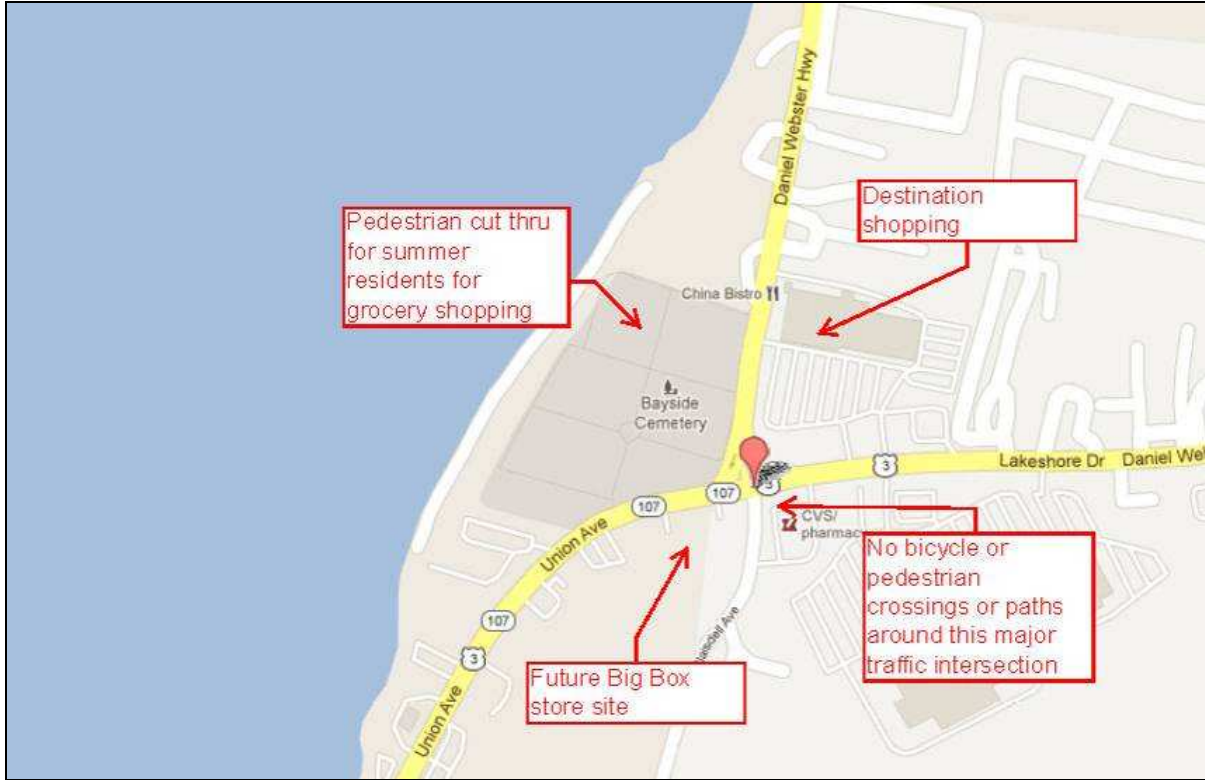 Daniel Webster Hwy
Destination
shopping
Pedestrian cut thru
for summer
residents for
grocery shopping
China Bistro
Bayside
Cemetery
3
Lakeshore Dr Daniel
107
3
107
CVS/
pharmacy
Union Ave
No bicycle or
pedestrian
crossings or paths
around this major
traffic intersection
107
3
Future Big Box
store site
Union Ave